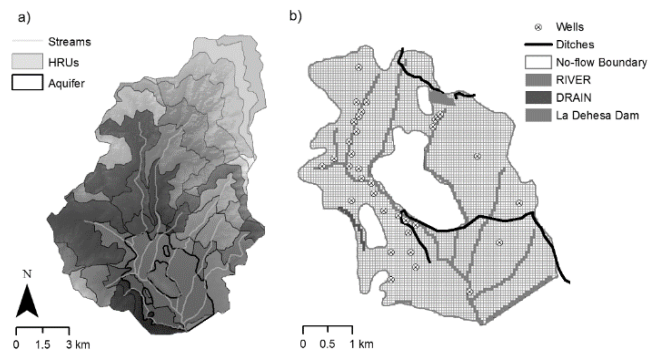 a)
Streams
HRUs
Aquifer
N
0 1.5 3 km
b)
Wells
Ditches
No-flow Boundary
RIVER
DRAIN
La Dehesa Dam
0 0.5 1 km